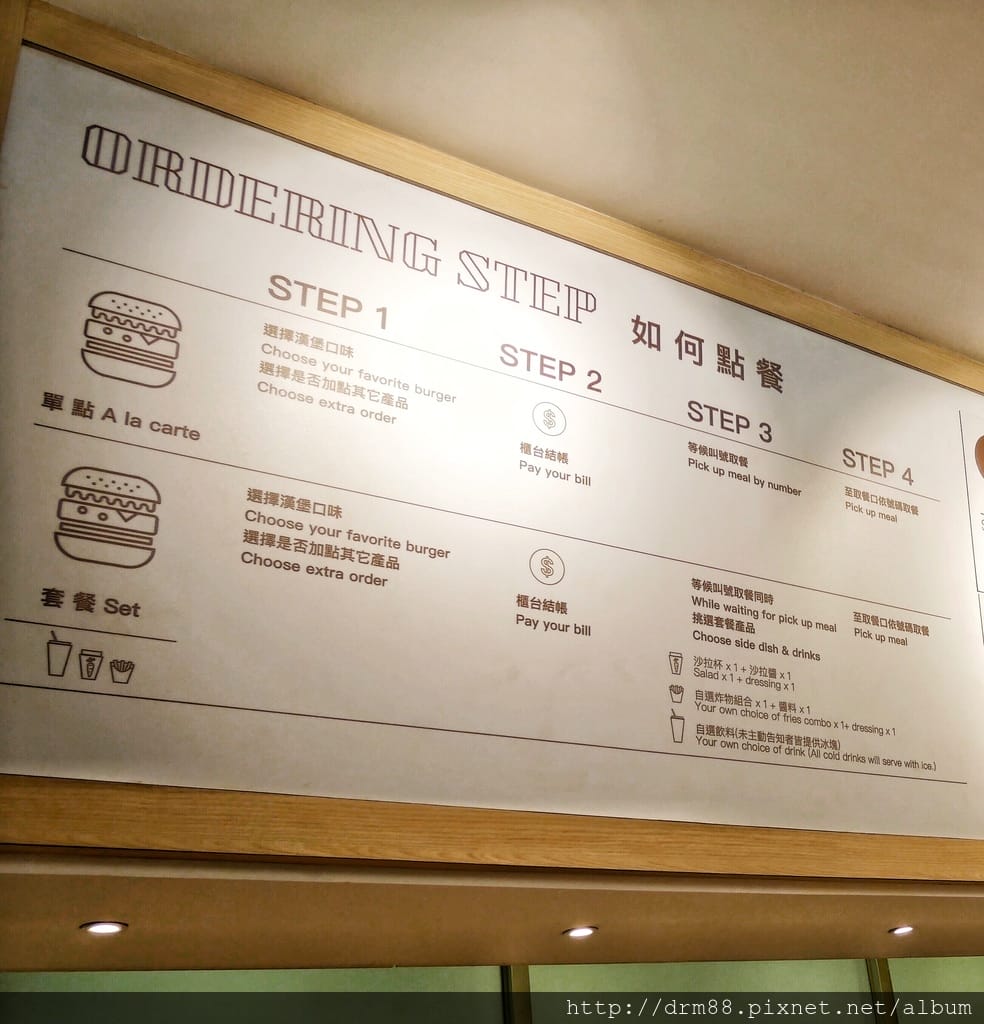 ORDERING STEP 如何點餐
STEP 1
STEP 2
STEP 3
STEP 4
單點 A la carte
選擇漢堡口味
Choose your favorite burger
選擇是否加點其它產品
Choose extra order
櫃台結帳
Pay your bill
等候叫號取餐
Pick up meal by number
至取餐口依號碼取餐
Pick up meal
套餐 Set
選擇漢堡口味
Choose your favorite burger
選擇是否加點其它產品
Choose extra order
櫃台結帳
Pay your bill
等候叫號取餐同時
While waiting for pick up meal
挑選套餐產品
Choose side dish & drinks
沙拉杯 x 1 + 沙拉醬 x 1
Salad x 1 + dressing x 1
自選炸物組合 x 1 + 醬料 x 1
Your own choice of fries combo x 1+ dressing x 1
自選飲料(未主動告知者皆提供冰塊)
Your own choice of drink (All cold drinks will serve with ice.)
至取餐口依號碼取餐
Pick up meal
http://drm88.pixnet.net/album